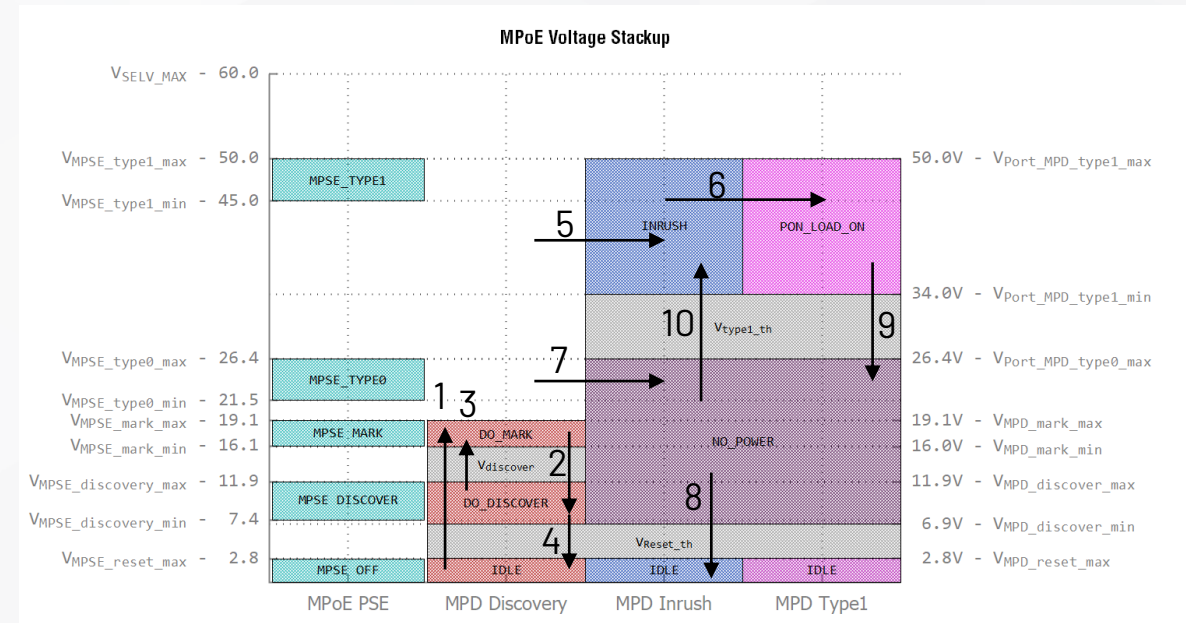 MPoE Voltage Stackup
VSELV_MAX - 60.0
VMPSE_type1_max - 50.0
50.0V - VPort_MPD_type1_max
MPSE_TYPE1
6
VMPSE_type1_min - 45.0
5
INRUSH
PON_LOAD_ON
34.0V - VPort_MPD_type1_min
10
Vtype1_th
9
VMPSE_type0_max - 26.4
7
26.4V - VPort_MPD_type0_max
MPSE_TYPE0
1
3
VMPSE_type0_min - 21.5
VMPSE_mark_max - 19.1
19.1V - VMPD_mark_max
MPSE MARK
DO_MARK
NO_POWER
VMPSE_mark_min - 16.1
16.0V - VMPD_mark_min
Vdiscover
2
VMPSE_discovery_max - 11.9
11.9V - VMPD_discover_max
MPSE DISCOVER
DO_DISCOVER
8
VMPSE_discovery_min - 7.4
6.9V - VMPD_discover_min
4
VReset_th
VMPSE_reset_max - 2.8
2.8V - VMPD_reset_max
MPSE OFF
IDLE
IDLE
IDLE
MPoE PSE
MPD Discovery
MPD Inrush
MPD Type1